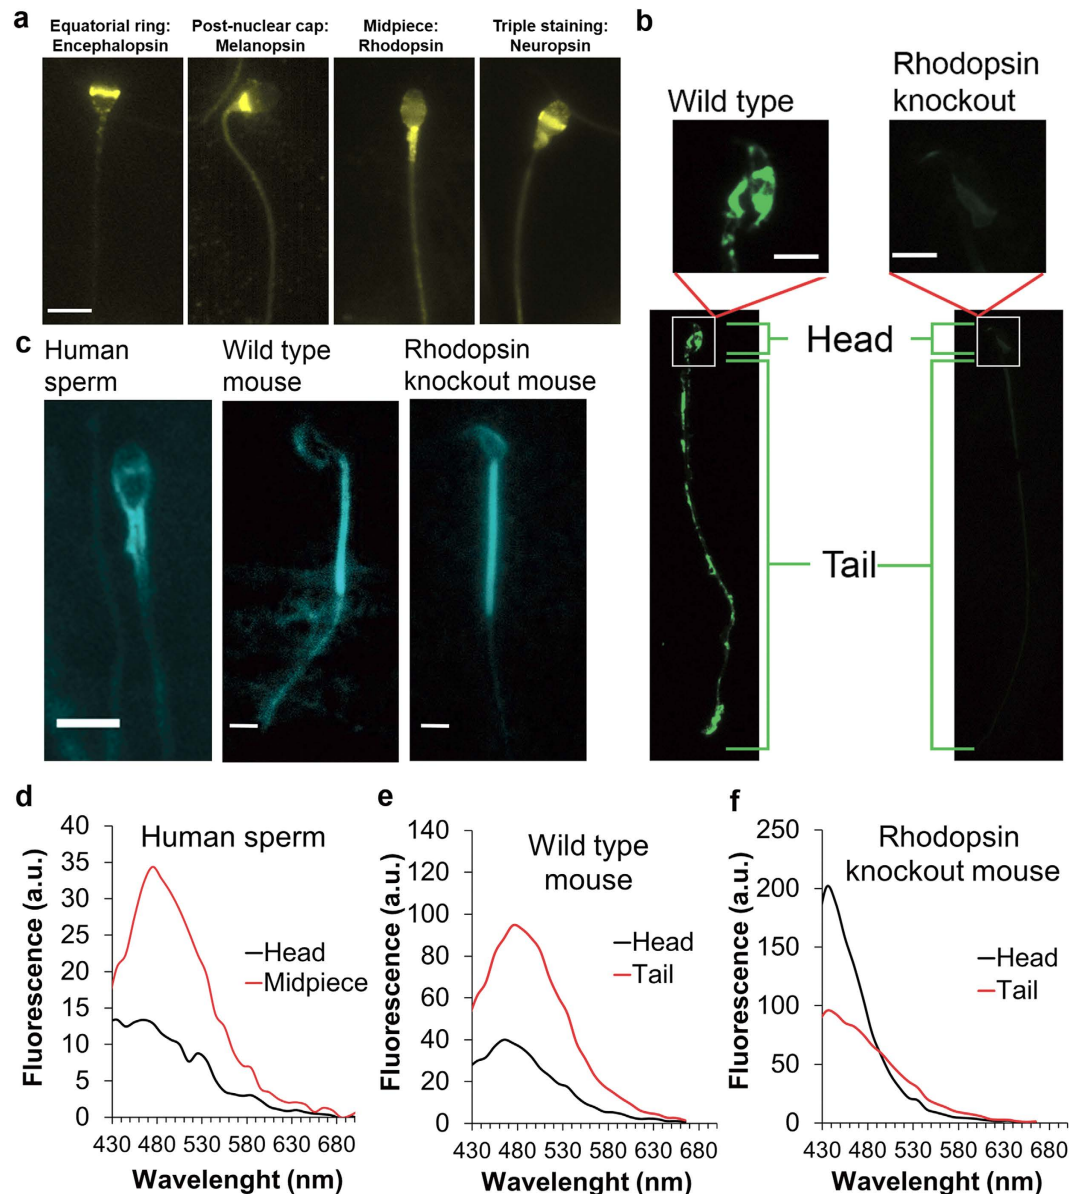 a
Equatorial ring:
Encephalopsin
Post-nuclear cap:
Melanopsin
Midpiece:
Rhodopsin
Triple staining:
Neuropsin
b
Wild type
Rhodopsin
knockout
Head
Tail
c
Human
sperm
Wild type
mouse
Rhodopsin
knockout mouse
d
Human sperm
Fluorescence (a.u.)
40
35
30
25
20
15
10
5
0
Head
Midpiece
430 480 530 580 630 680
Wavelenght (nm)
e
Wild type
mouse
Fluorescence (a.u.)
140
120
100
80
60
40
20
0
Head
Tail
430 480 530 580 630 680
Wavelenght (nm)
f
Rhodopsin
knockout mouse
Fluorescence (a.u.)
250
200
150
100
50
0
Head
Tail
430 480 530 580 630 680
Wavelenght (nm)